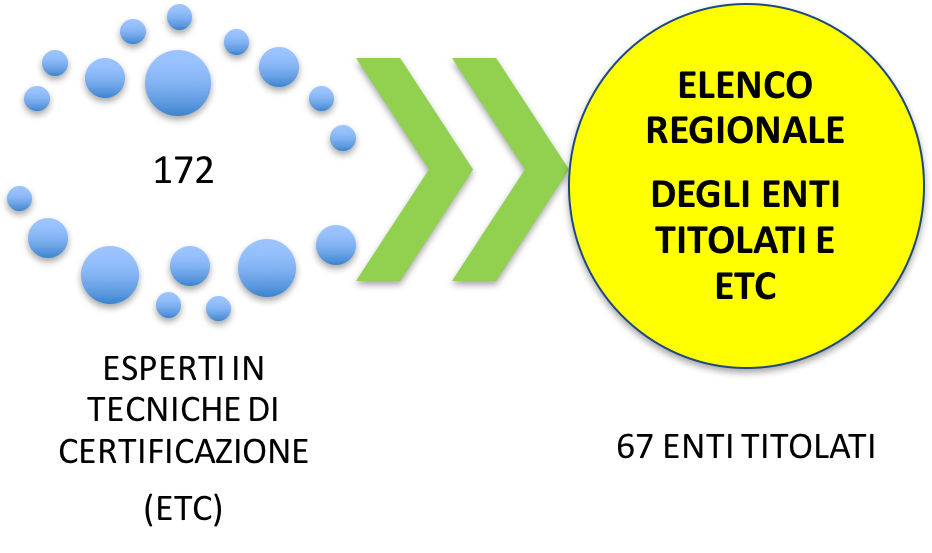 172
ESPERTI IN
TECNICHE DI
CERTIFICAZIONE
(ETC)
ELENCO
REGIONALE
DEGLI ENTI
TITOLATI E
ETC
67 ENTI TITOLATI